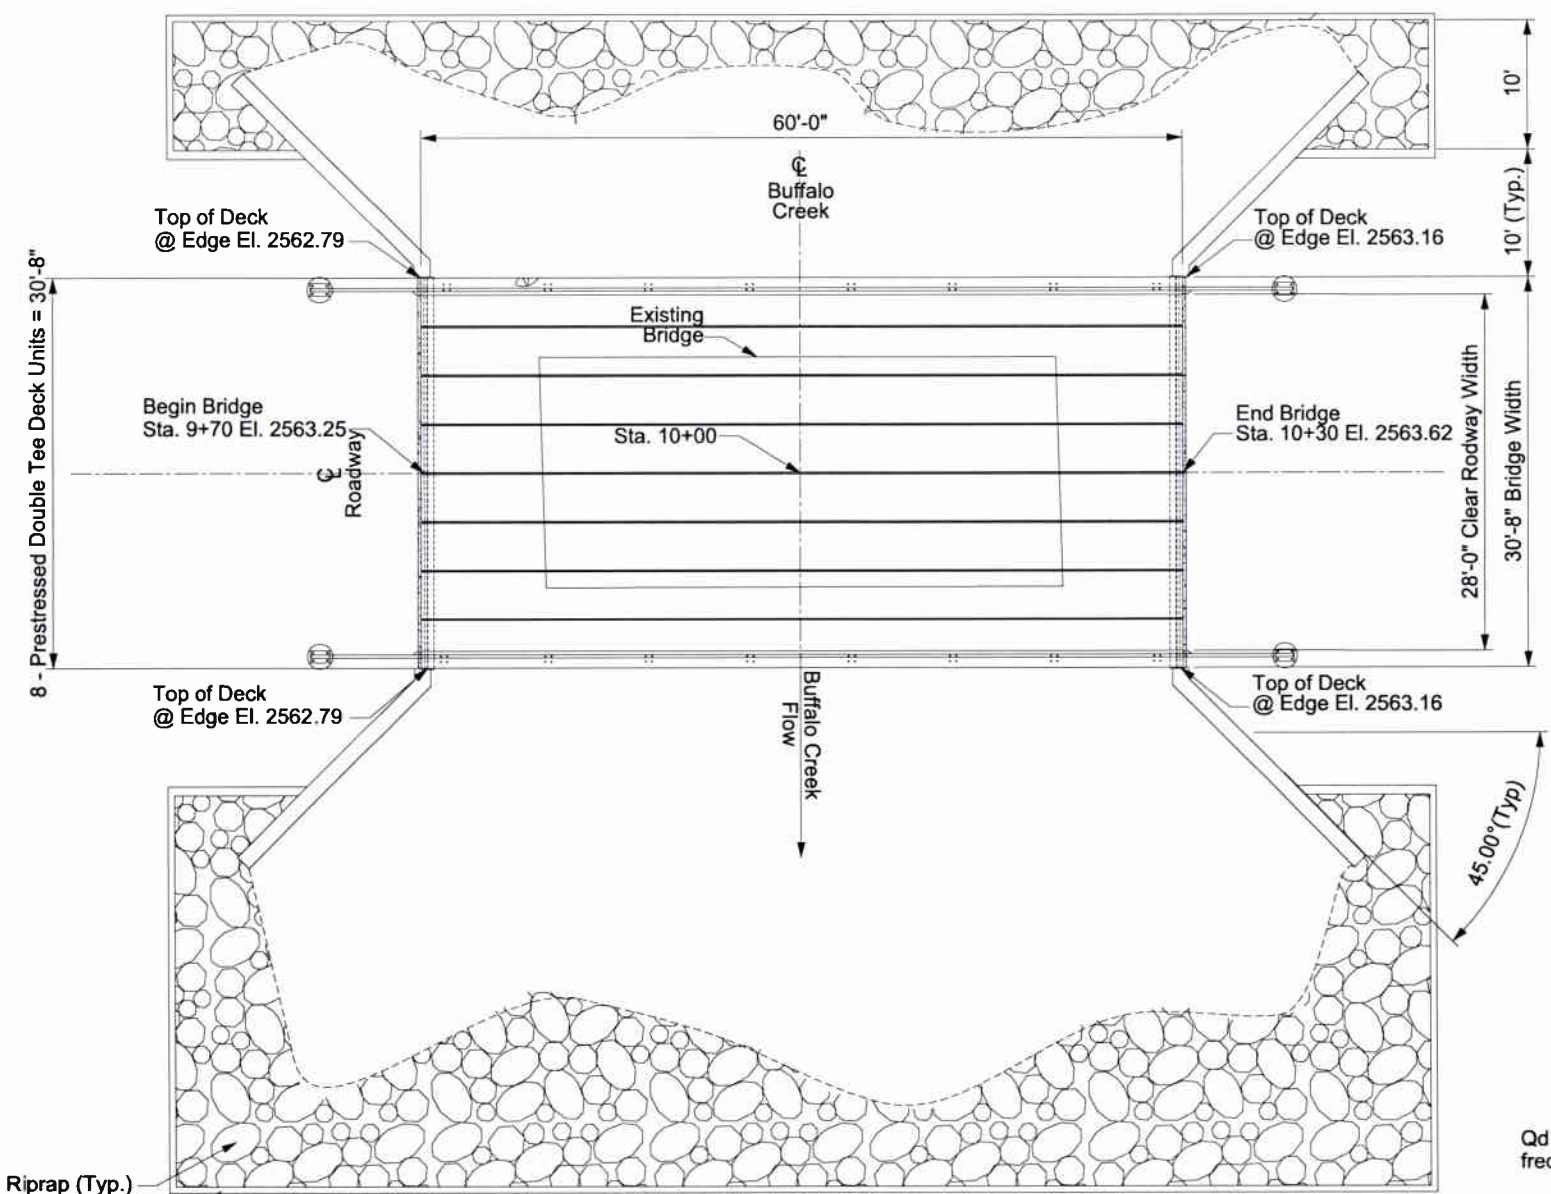 10'
60'-0"
℄
Buffalo
Creek
10' (Typ.)
Top of Deck
@ Edge El. 2562.79
Top of Deck
@ Edge El. 2563.16
8 - Prestressed Double Tee Deck Units = 30'-8"
Existing
Bridge
Begin Bridge
Sta. 9+70 El. 2563.25
Sta. 10+00
End Bridge
Sta. 10+30 El. 2563.62
℄
Roadway
28'-0" Clear Rodway Width
30'-8" Bridge Width
Top of Deck
@ Edge El. 2562.79
Top of Deck
@ Edge El. 2563.16
Buffalo Creek
Flow
45.00°(Typ)
Riprap (Typ.)
Qd